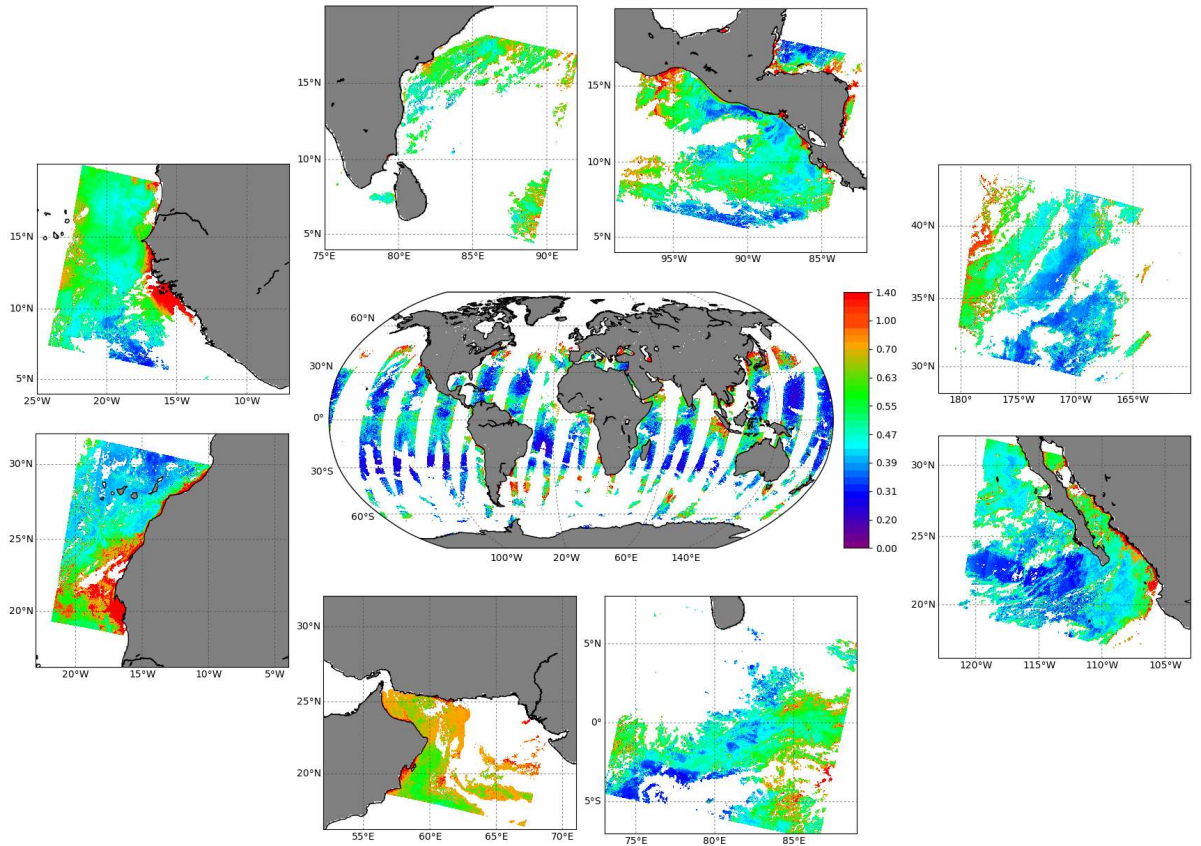 15°N
10°N
5°N
75°E 80°E 85°E 90°E
15°N
10°N
5°N
95°W 90°W 85°W
15°N
10°N
5°N
25°W 20°W 15°W 10°W
40°N
35°N
30°N
180° 175°W 170°W 165°W
60°N
30°N
0°
30°S
60°S
100°W 20°W 60°E 140°E
1.40
1.00
0.70
0.63
0.55
0.47
0.39
0.31
0.20
0.00
30°N
25°N
20°N
20°W 15°W 10°W 5°W
30°N
25°N
20°N
120°W 115°W 110°W 105°W
30°N
25°N
20°N
55°E 60°E 65°E 70°E
5°N
0°
5°S
75°E 80°E 85°E